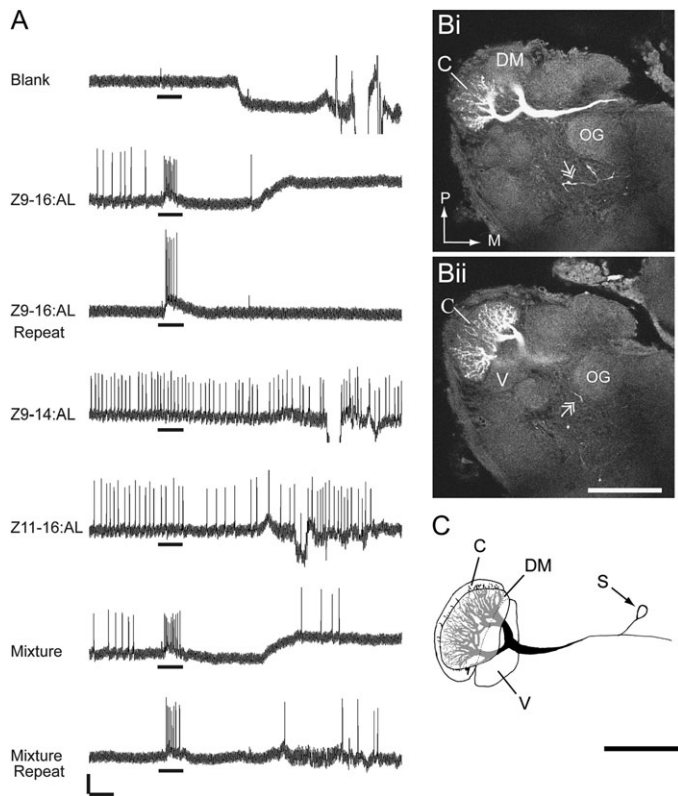 A
Blank
Z9-16:AL
Z9-16:AL
Repeat
Z9-14:AL
Z11-16:AL
Mixture
Mixture
Repeat
Bi
DM
C
OG
P
M
Bii
C
V
OG
C
C
DM
S
V